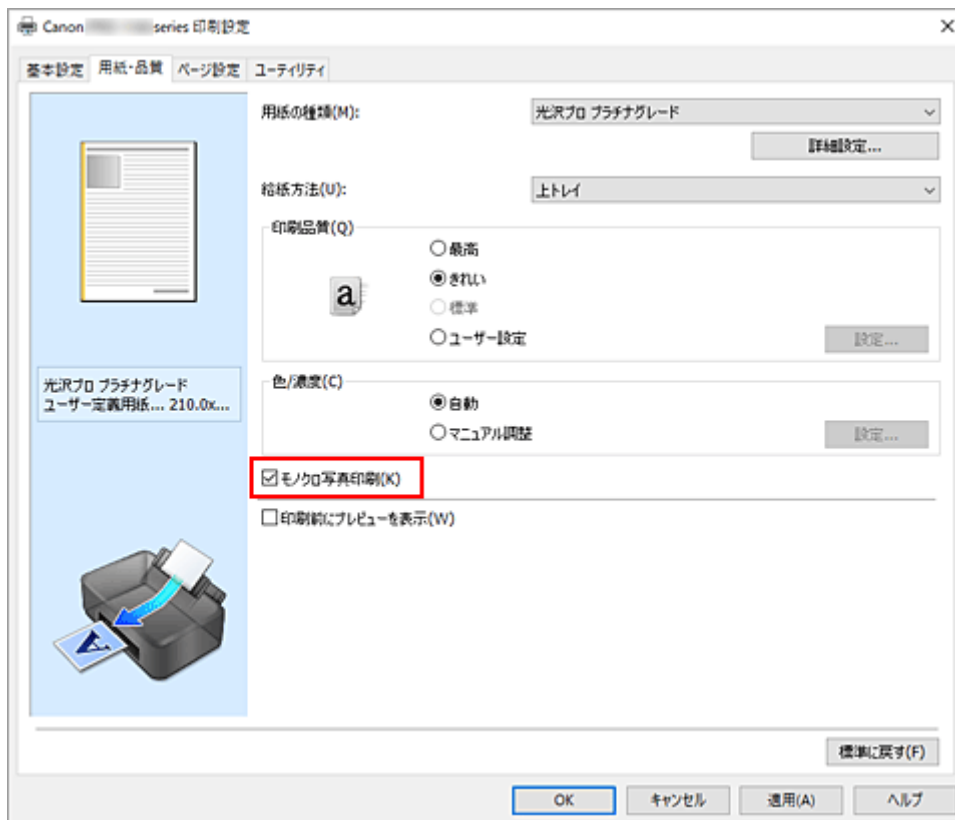 Canon series 印刷設定
基本設定 用紙・品質 ページ設定 ユーティリティ
用紙の種類(M): 光沢プロ プラチナグレード
詳細設定...
給紙方法(U): 上トレイ
印刷品質(Q)
最高
a きれい
標準
ユーザー設定 設定...
光沢プロ プラチナグレード
ユーザー定義用紙... 210.0x...
色/濃度(C)
自動
マニュアル調整 設定...
モノクロ写真印刷(K)
印刷前にプレビューを表示(W)
A
標準に戻す(F)
OK キャンセル 適用(A) ヘルプ